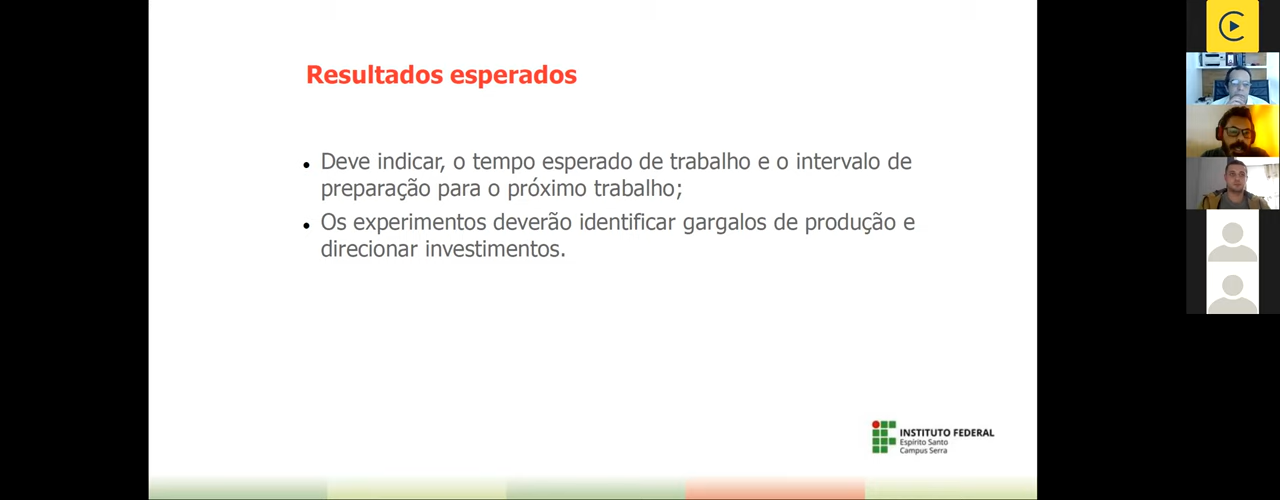 Resultados esperados
Deve indicar, o tempo esperado de trabalho e o intervalo de
preparação para o próximo trabalho;
Os experimentos deverão identificar gargalos de produção e
direcionar investimentos.
INSTITUTO FEDERAL
Espírito Santo
Campus Serra